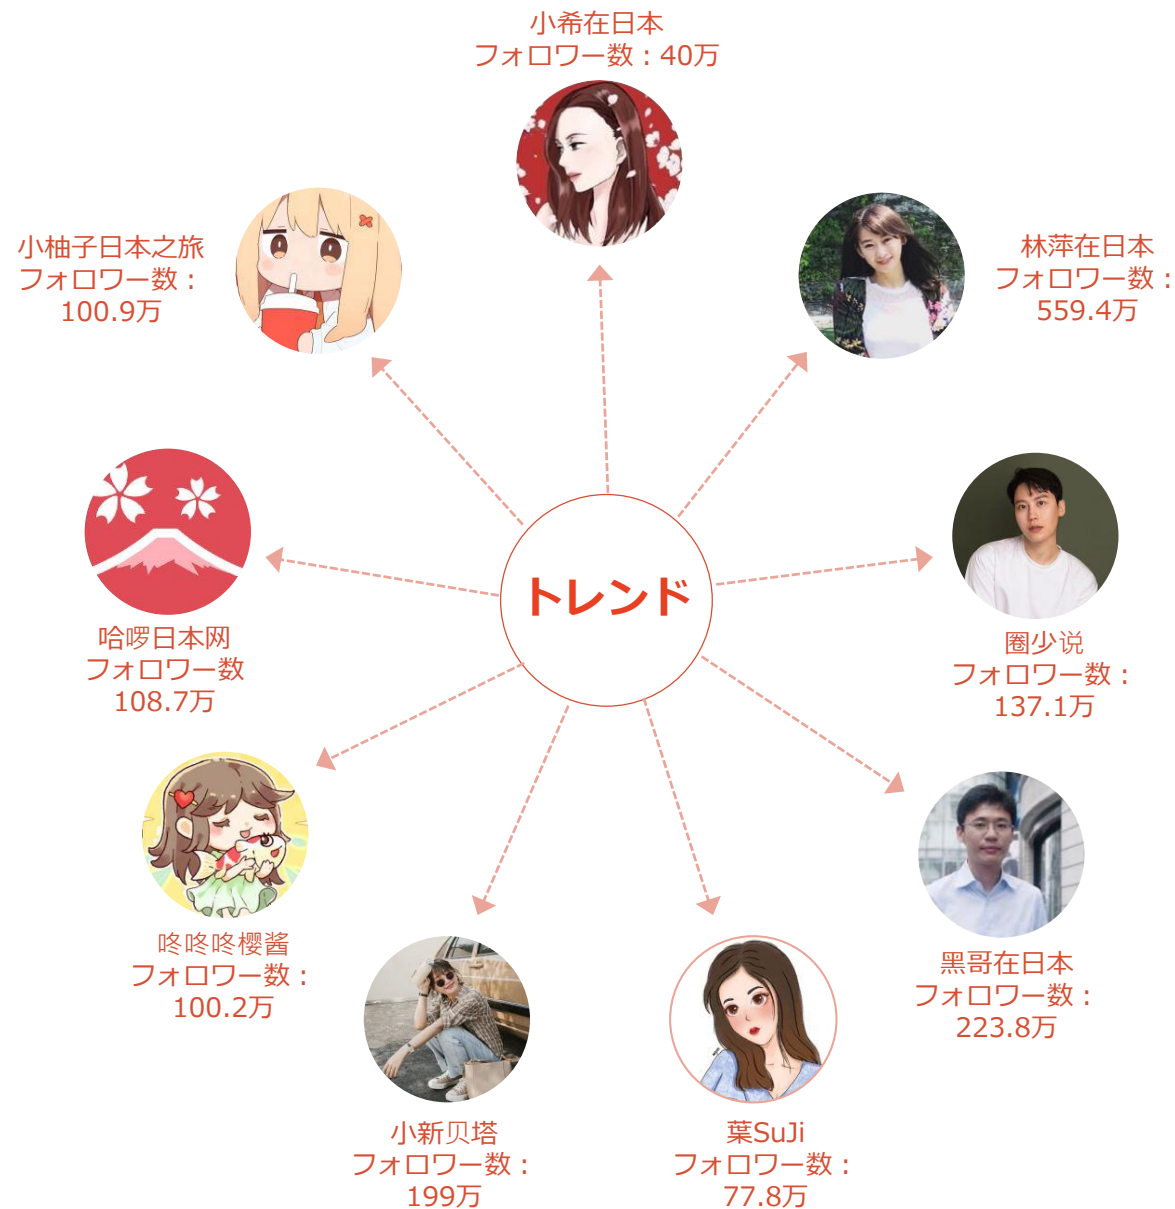 小希在日本
フォロワー数：40万
小柚子日本之旅
フォロワー数：
100.9万
林萍在日本
フォロワー数：
559.4万
トレンド
哈啰日本网
フォロワー数
108.7万
圈少说
フォロワー数：
137.1万
咚咚咚樱酱
フォロワー数：
100.2万
黑哥在日本
フォロワー数：
223.8万
小新贝塔
フォロワー数：
199万
葉SuJi
フォロワー数：
77.8万